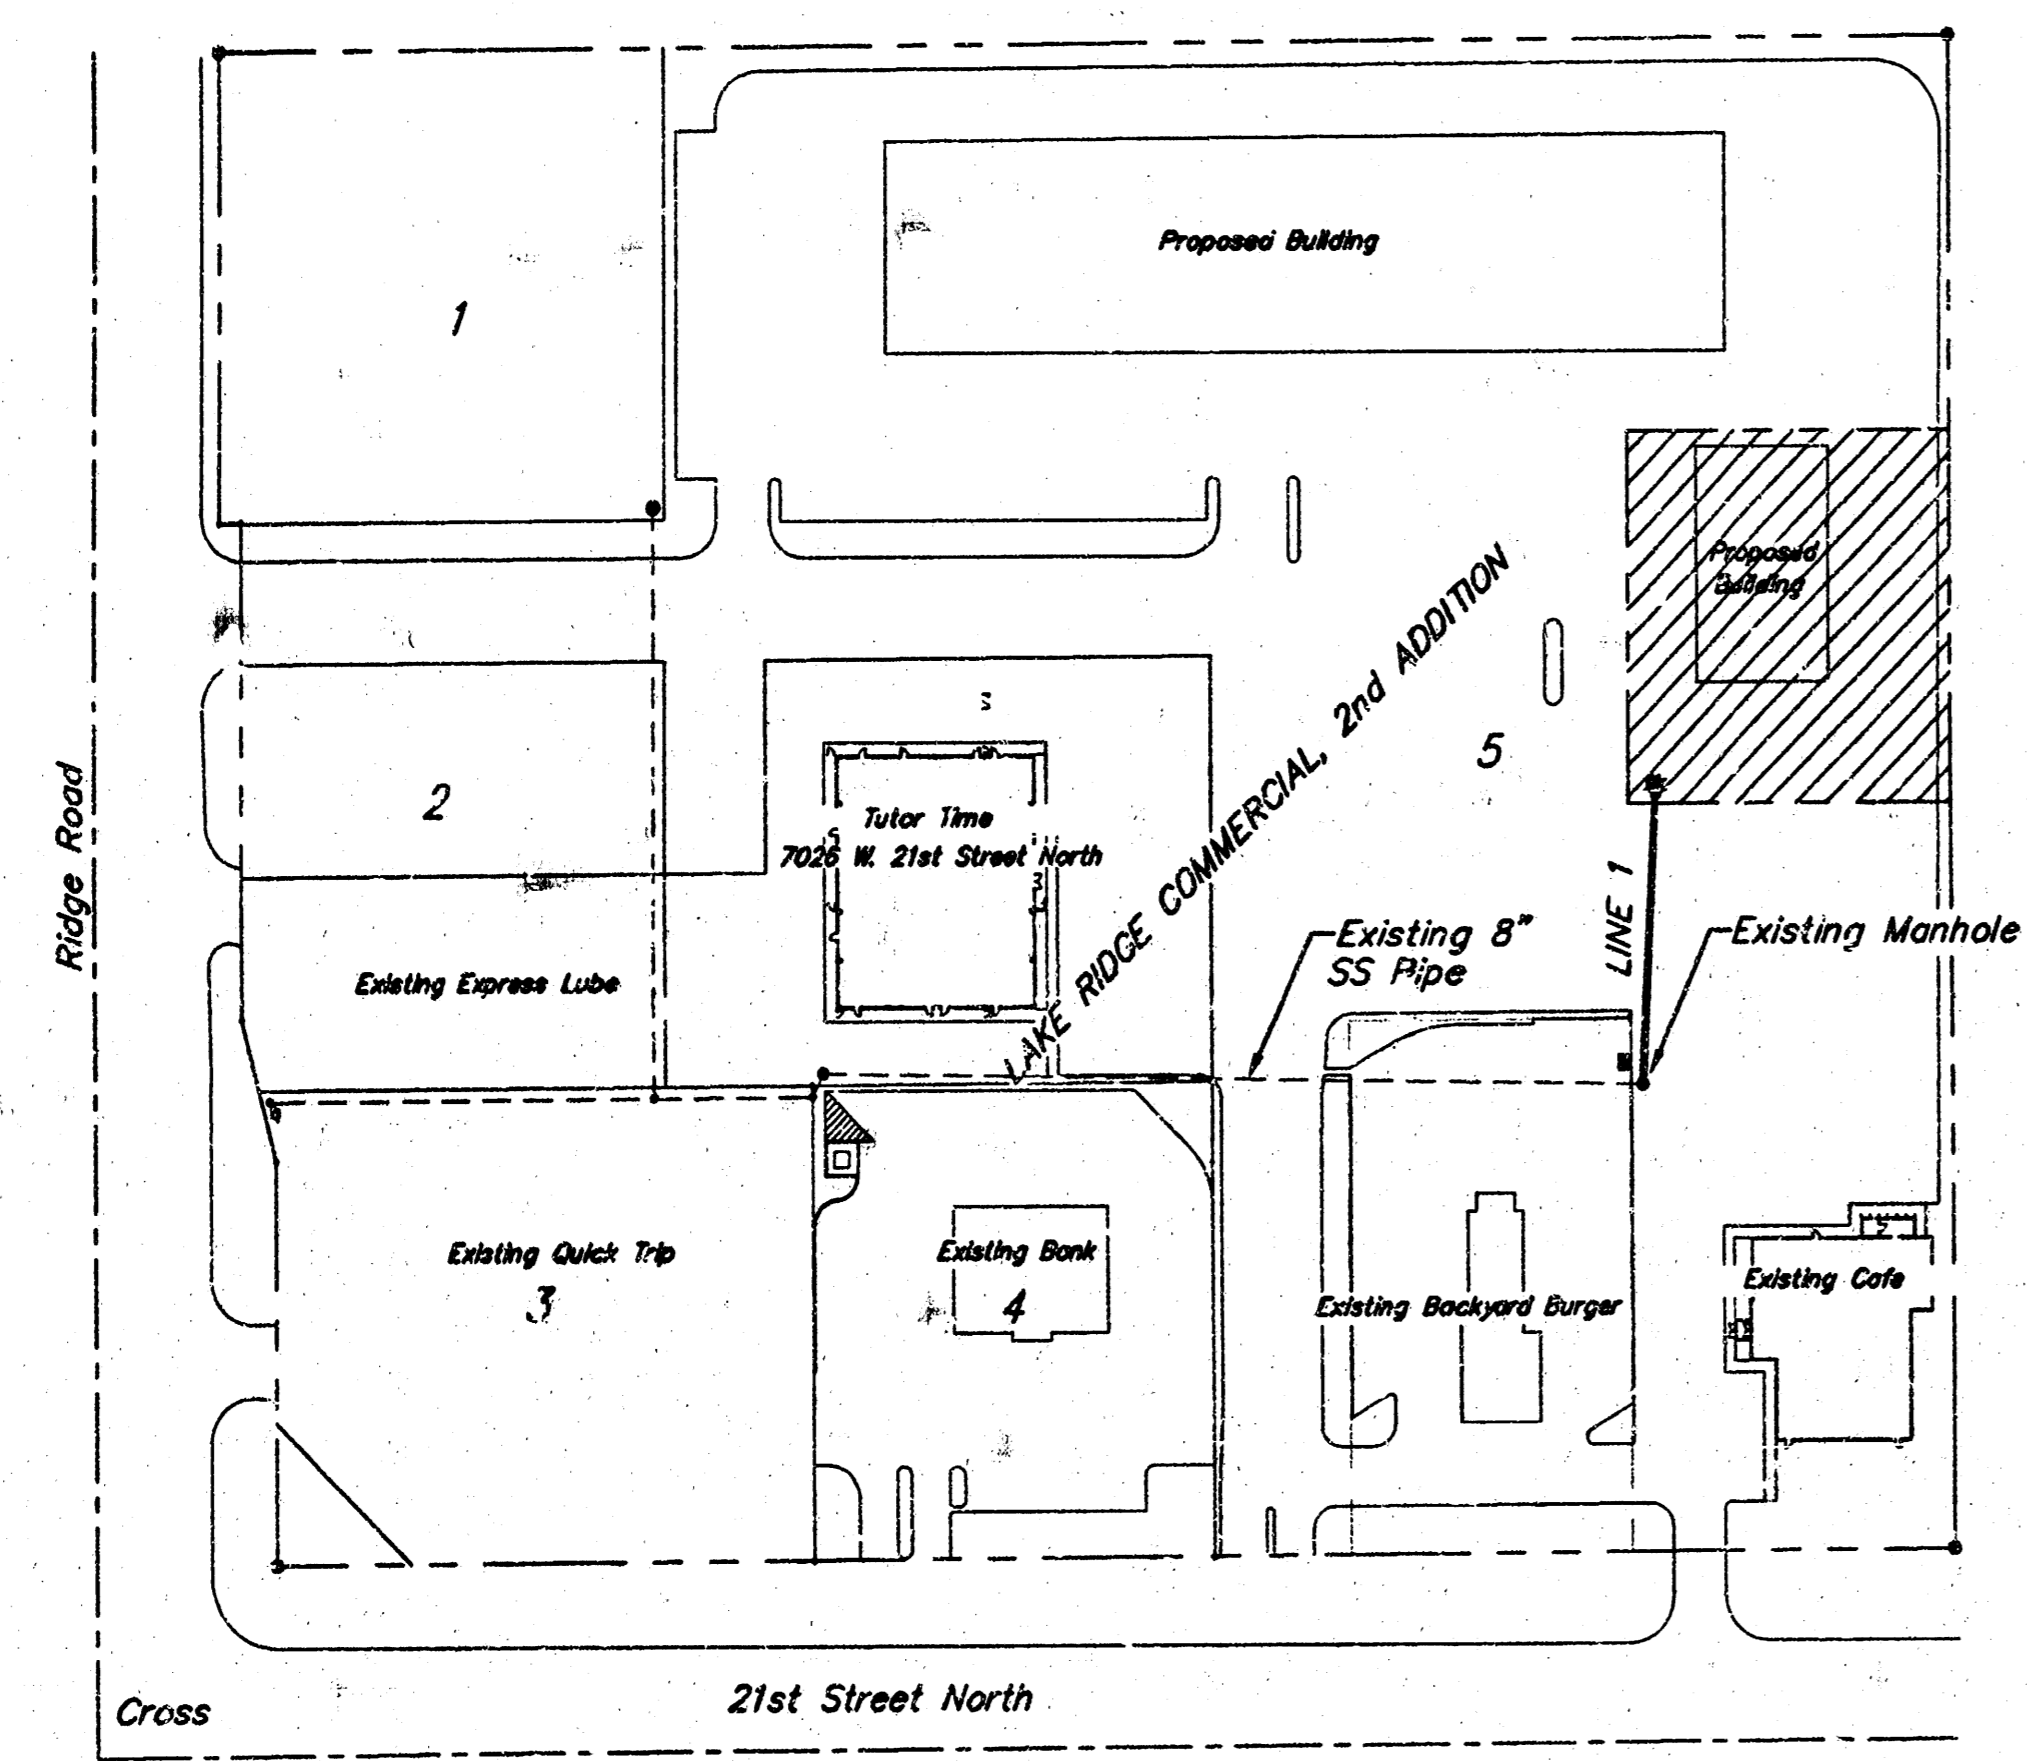 Proposed Building
1
Proposed
Building
S
LAKE RIDGE COMMERCIAL, 2nd ADDITION
5
2
Tutor Time
7026 W. 21st Street North
Ridge Road
LINE 1
Existing 8"
SS Pipe
Existing Manhole
Existing Express Lube
Existing Quick Trip
3
Existing Bank
4
Existing Backyard Burger
Existing Cafe
Cross
21st Street North